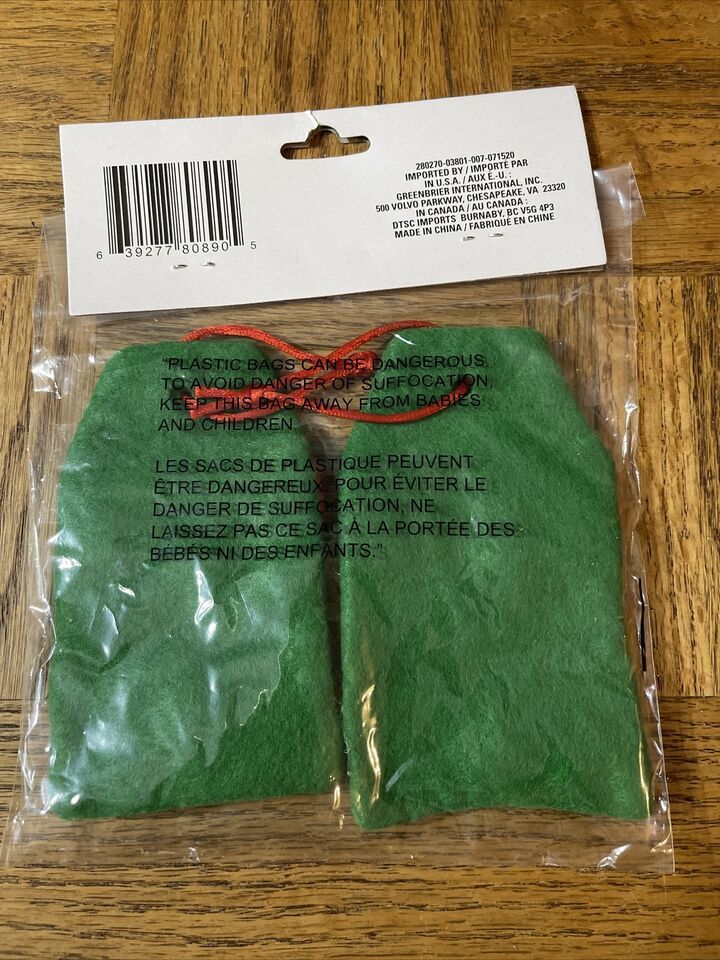 280270-03801-007-071520
IMPORTED BY / IMPORTÉ PAR
IN U.S.A. / AUX E.-U. :
GREENBRIER INTERNATIONAL, INC.
500 VOLVO PARKWAY, CHESAPEAKE, VA 23320
IN CANADA / AU CANADA :
DTSC IMPORTS BURNABY, BC V5G 4P3
MADE IN CHINA / FABRIQUÉ EN CHINE
6 39277 80890 5
"PLASTIC BAGS CAN BE DANGEROUS.
TO AVOID DANGER OF SUFFOCATION,
KEEP THIS BAG AWAY FROM BABIES
AND CHILDREN.
LES SACS DE PLASTIQUE PEUVENT
ÊTRE DANGEREUX. POUR ÉVITER LE
DANGER DE SUFFOCATION, NE
LAISSEZ PAS CE SAC À LA PORTÉE DES
BÉBÉS NI DES ENFANTS."